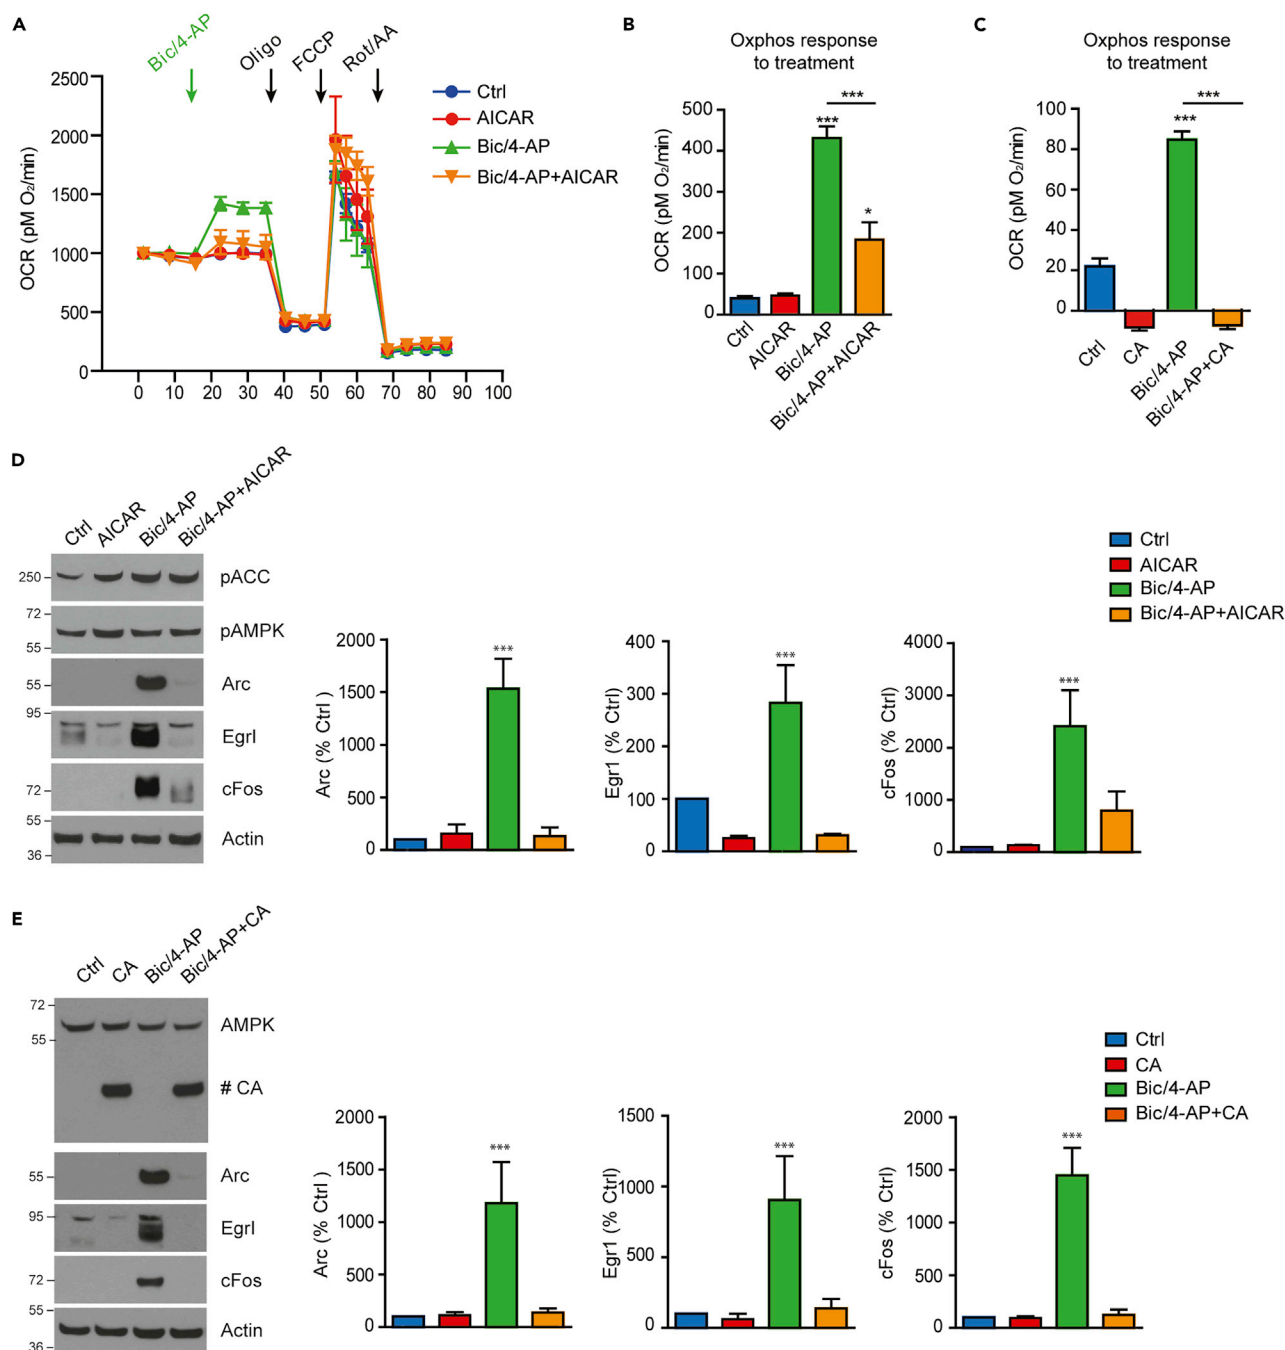 A
Bic/4-AP
Oligo
FCCP
Rot/AA
2500
2000
1500
1000
500
0
OCR (pM O₂/min)
0 10 20 30 40 50 60 70 80 90 100
Ctrl
AICAR
Bic/4-AP
Bic/4-AP+AICAR
B
Oxphos response
to treatment
500
400
300
200
100
0
OCR (pM O₂/min)
***
***
*
Ctrl
AICAR
Bic/4-AP
Bic/4-AP+AICAR
C
Oxphos response
to treatment
100
80
60
40
20
0
OCR (pM O₂/min)
***
***
Ctrl
CA
Bic/4-AP
Bic/4-AP+CA
D
Ctrl
AICAR
Bic/4-AP
Bic/4-AP+AICAR
250
pACC
72
pAMPK
55
55
Arc
95
EgrI
72
cFos
55
Actin
36
2000
1500
1000
500
0
Arc (% Ctrl )
***
400
300
200
100
0
Egr1 (% Ctrl)
***
4000
3000
2000
1000
0
cFos (% Ctrl)
***
Ctrl
AICAR
Bic/4-AP
Bic/4-AP+AICAR
E
Ctrl
CA
Bic/4-AP
Bic/4-AP+CA
72
AMPK
55
# CA
55
Arc
95
EgrI
72
cFos
55
Actin
36
2000
1500
1000
500
0
Arc (% Ctrl )
***
1500
1000
500
0
Egr1 (% Ctrl)
***
2000
1500
1000
500
0
cFos (% Ctrl)
***
Ctrl
CA
Bic/4-AP
Bic/4-AP+CA